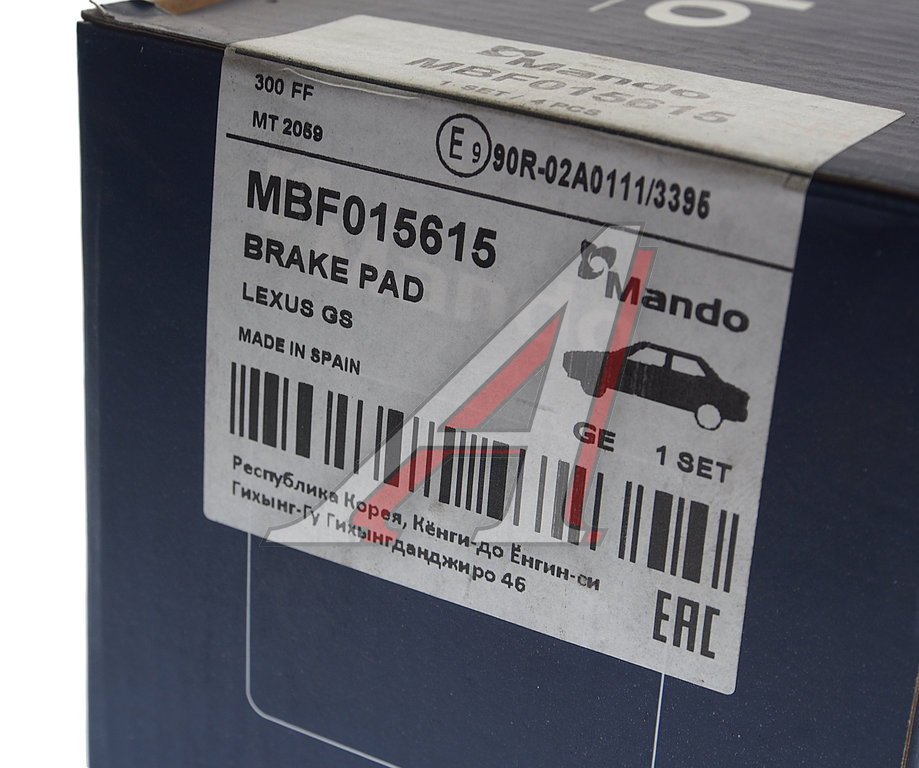 Mando
MBF015615
1 SET / 4 PCS
300 FF
MT 2059
E9 90R-02A0111/3395
MBF015615
BRAKE PAD
LEXUS GS
MADE IN SPAIN
Mando
GE 1 SET
Республика Корея, Кёнги-до Ёнгин-си
Гихынг-Гу Гихынгданджиро 46
EAC